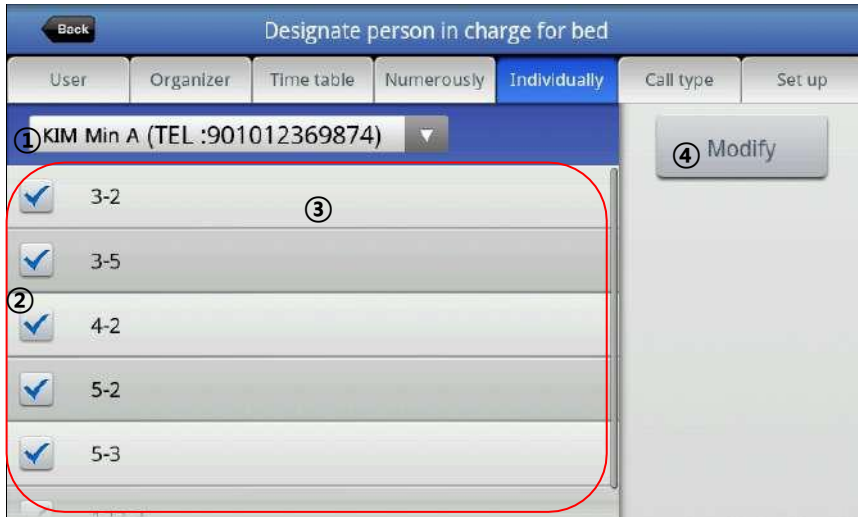 Back
Designate person in charge for bed
User
Organizer
Time table
Numerously
Individually
Call type
Set up
① KIM Min A (TEL :901012369874)
④ Modify
3-2
③
3-5
②
4-2
5-2
5-3